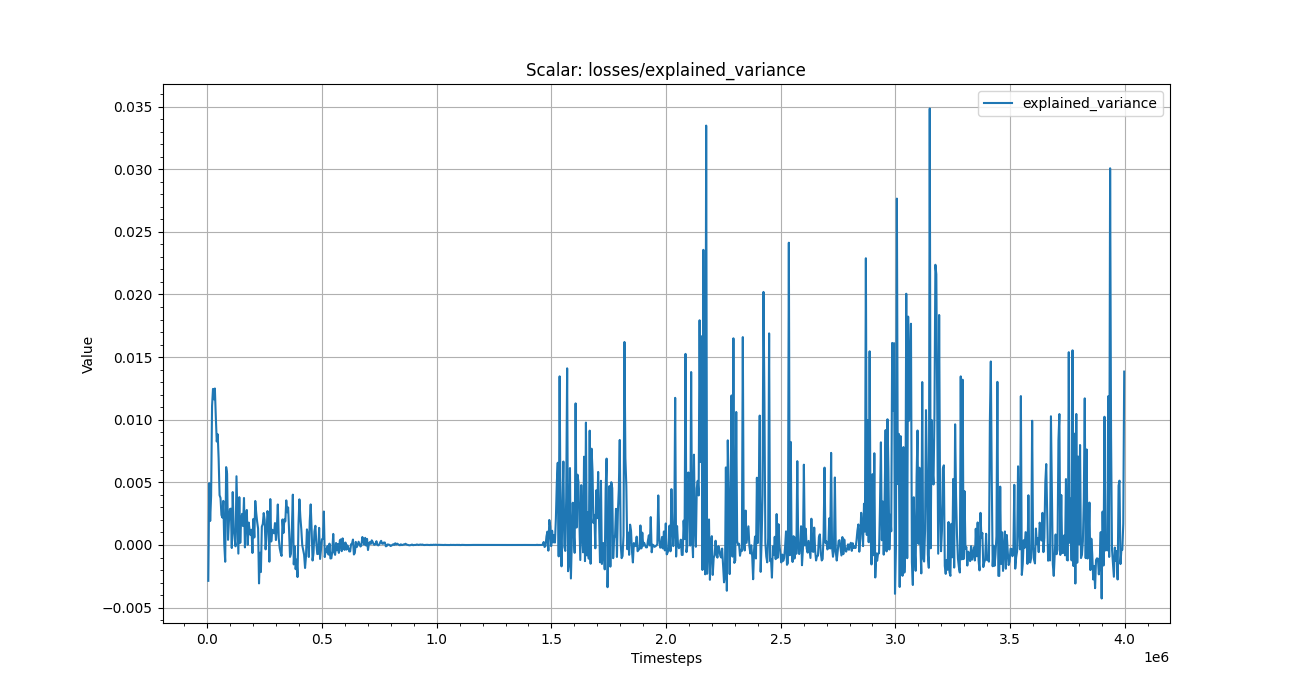 Scalar: losses/explained_variance
explained_variance
0.035
0.030
0.025
0.020
0.015
0.010
0.005
0.000
−0.005
Value
0.0 0.5 1.0 1.5 2.0 2.5 3.0 3.5 4.0
1e6
Timesteps